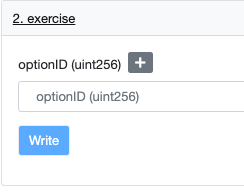 2. exercise
optionID (uint256) +
optionID (uint256)
Write